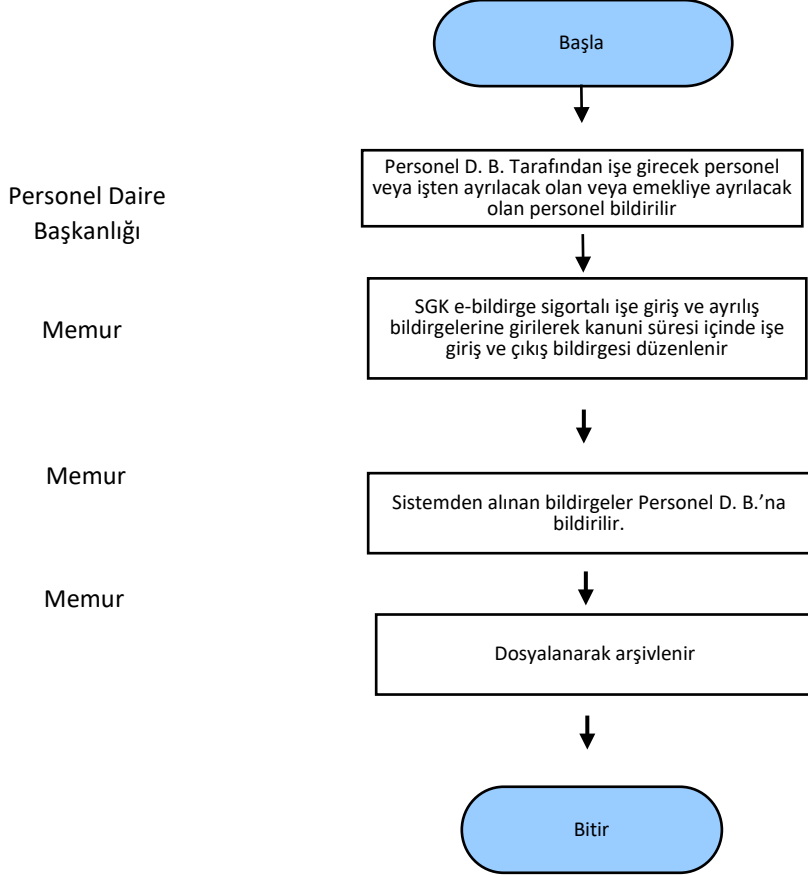 Başla
Personel Daire
Başkanlığı
Personel D. B. Tarafından işe girecek personel
veya işten ayrılacak olan veya emekliye ayrılacak
olan personel bildirilir
Memur
SGK e-bildirge sigortalı işe giriş ve ayrılış
bildirgelerine girilerek kanuni süresi içinde işe
giriş ve çıkış bildirgesi düzenlenir
Memur
Sistemden alınan bildirgeler Personel D. B.’na
bildirilir.
Memur
Dosyalanarak arşivlenir
Bitir